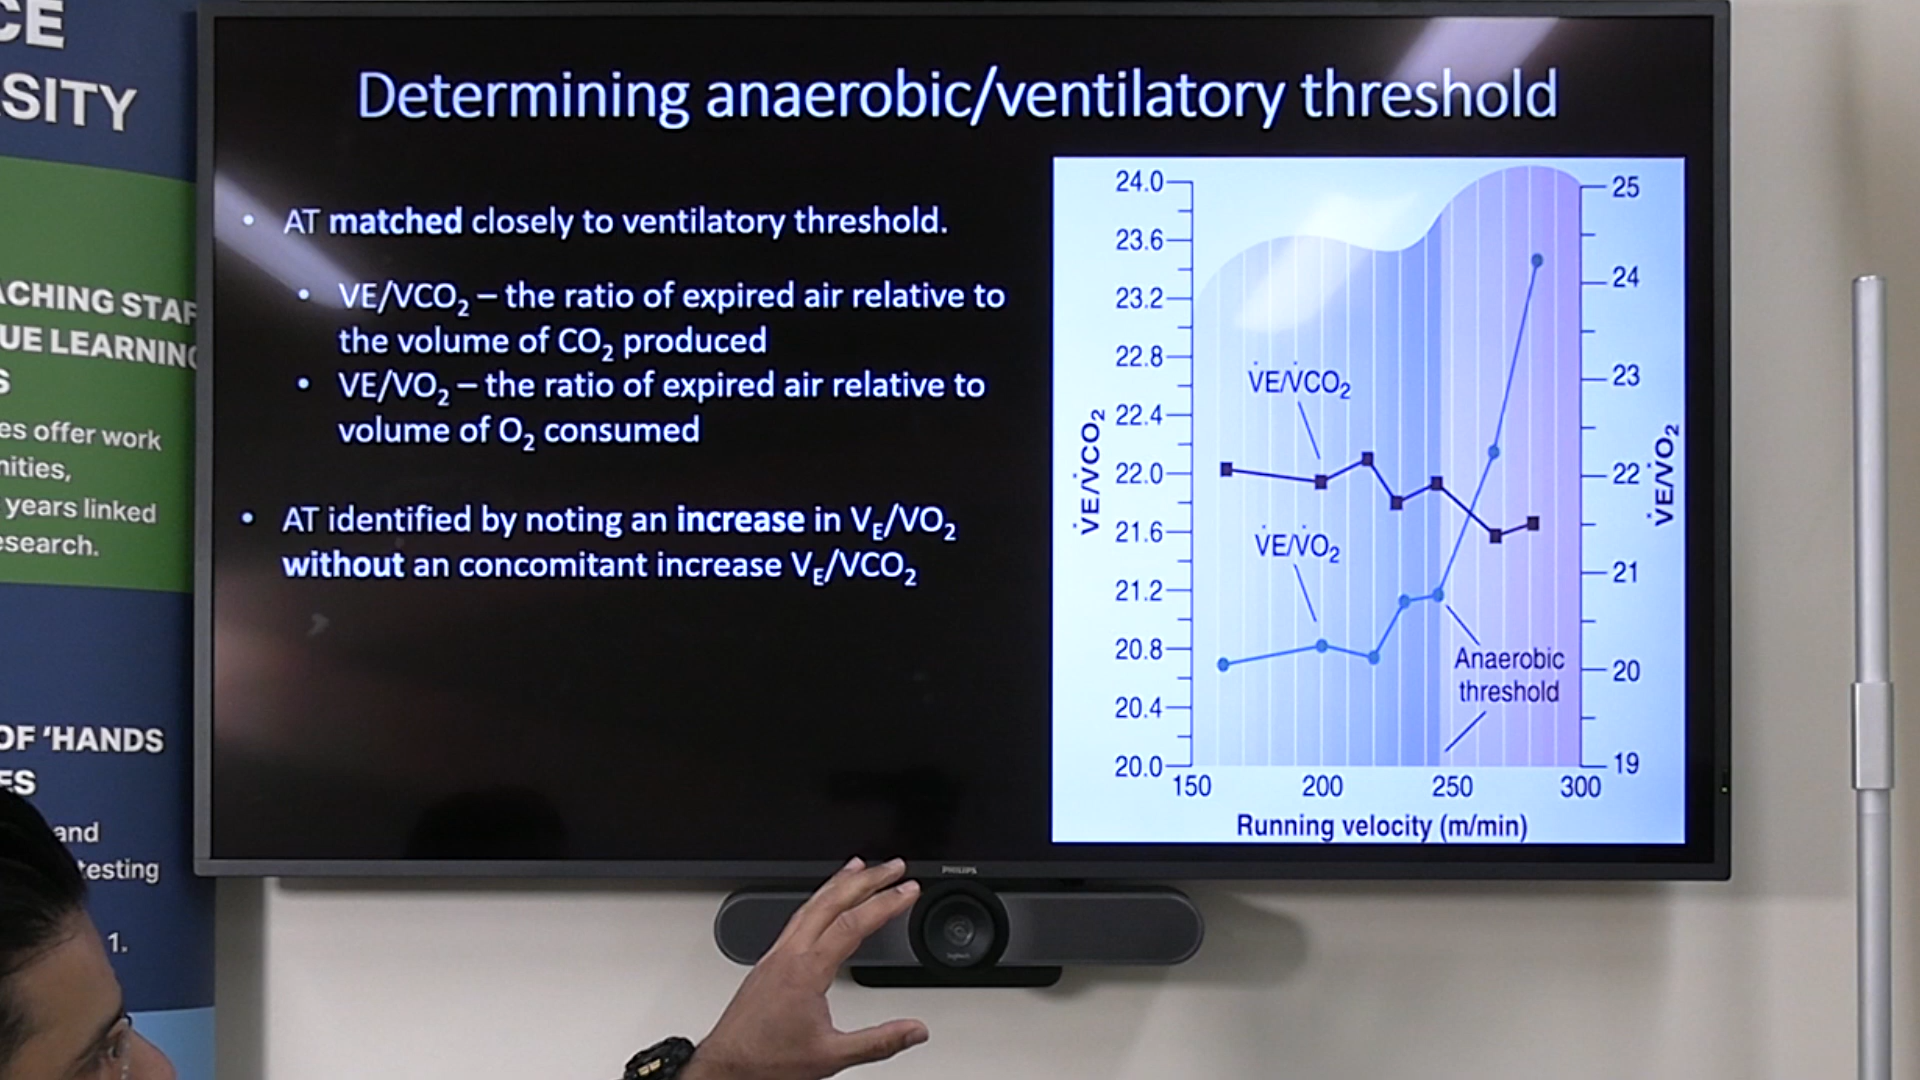 CE
SITY
ACHING STAF
UE LEARNING
S
es offer work
nities,
years linked
search.
OF ‘HANDS
ES
and
testing
1.
Determining anaerobic/ventilatory threshold
• AT matched closely to ventilatory threshold.
• VE/VCO₂ – the ratio of expired air relative to
the volume of CO₂ produced
• VE/VO₂ – the ratio of expired air relative to
volume of O₂ consumed
• AT identified by noting an increase in V_E/VO₂
without an concomitant increase V_E/VCO₂
V̇E/V̇CO₂
24.0
23.6
23.2
22.8
22.4
22.0
21.6
21.2
20.8
20.4
20.0
V̇E/V̇CO₂
V̇E/V̇O₂
Anaerobic
threshold
25
24
23
22
21
20
19
V̇E/V̇O₂
150 200 250 300
Running velocity (m/min)
PHILIPS
logitech